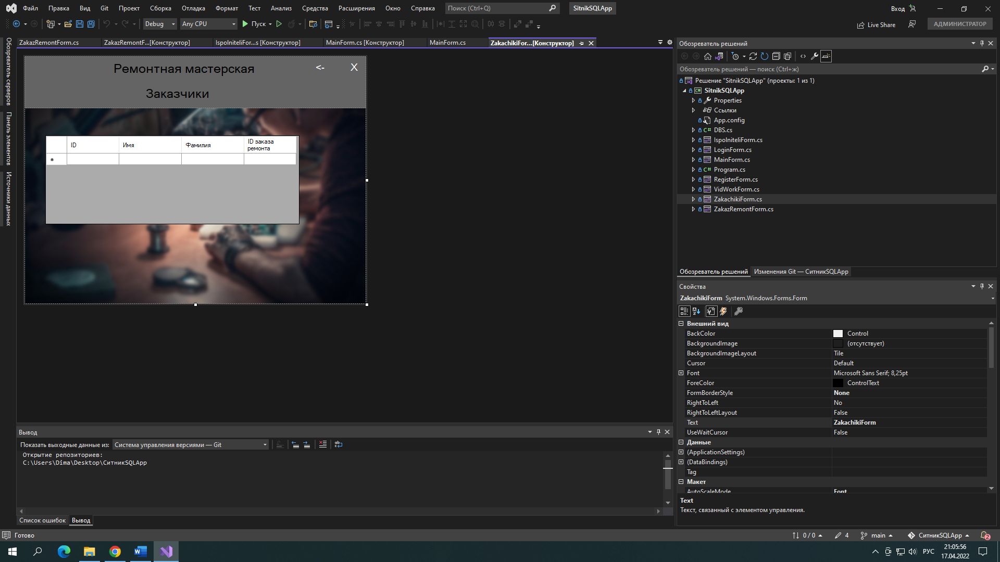 Файл Правка Вид Git Проект Сборка Отладка Формат Тест Анализ Средства Расширения Окно Справка Поиск (Ctrl+Q) SitnikSQLApp Вход
Debug Any CPU Пуск Live Share АДМИНИСТРАТОР
ZakazRemontForm.cs ZakazRemontF...[Конструктор] IspolniteliFor...s [Конструктор] MainForm.cs [Конструктор] MainForm.cs ZakachikiFor...[Конструктор]
Обозреватель серверов
Панель элементов
Источники данных
Ремонтная мастерская <- X
Заказчики
ID Имя Фамилия ID заказа ремонта
Обозреватель решений
Обозреватель решений — поиск (Ctrl+ж)
Решение "SitnikSQLApp" (проекты: 1 из 1)
SitnikSQLApp
Properties
Ссылки
App.config
DBS.cs
IspolniteliForm.cs
LoginForm.cs
MainForm.cs
Program.cs
RegisterForm.cs
VidWorkForm.cs
ZakachikiForm.cs
ZakazRemontForm.cs
Обозреватель решений Изменения Git — СитникSQLApp
Свойства
ZakachikiForm System.Windows.Forms.Form
Внешний вид
BackColor Control
BackgroundImage (отсутствует)
BackgroundImageLayout Tile
Cursor Default
Font Microsoft Sans Serif; 8,25pt
ForeColor ControlText
FormBorderStyle None
RightToLeft No
RightToLeftLayout False
Text ZakachikiForm
UseWaitCursor False
Данные
(ApplicationSettings)
(DataBindings)
Tag
Макет
AutoScaleMode Font
Text
Текст, связанный с элементом управления.
Вывод
Показать выходные данные из: Система управления версиями — Git
Открытие репозиториев:
C:\Users\Dima\Desktop\СитникSQLApp
Список ошибок Вывод
Готово 0 / 0 4 main СитникSQLApp 2
РУС 21:05:56
17.04.2022